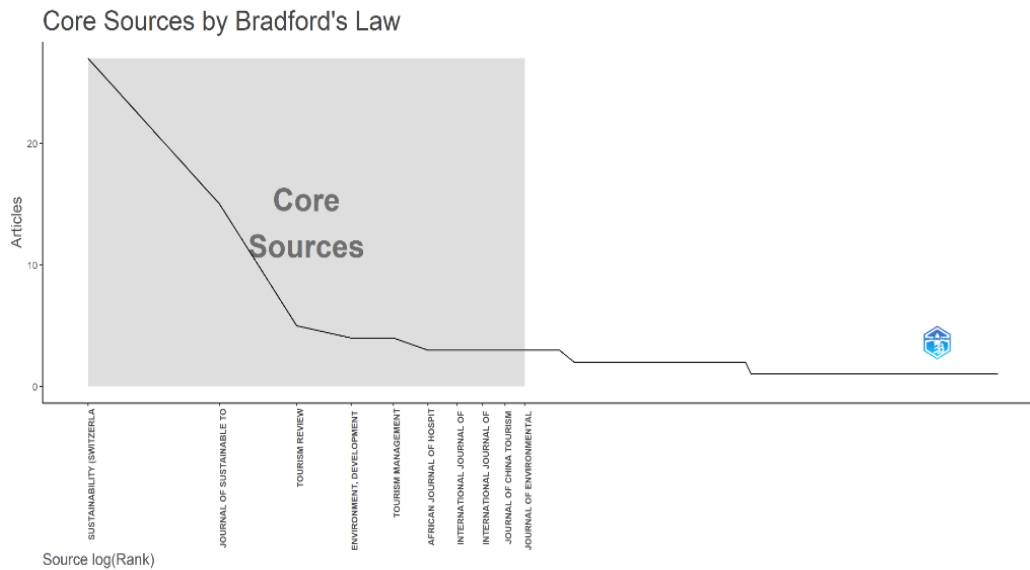 Core Sources by Bradford's Law
Articles
20
10
0
Core
Sources
SUSTAINABILITY (SWITZERLA
JOURNAL OF SUSTAINABLE TO
TOURISM REVIEW
ENVIRONMENT, DEVELOPMENT
TOURISM MANAGEMENT
AFRICAN JOURNAL OF HOSPIT
INTERNATIONAL JOURNAL OF
INTERNATIONAL JOURNAL OF
JOURNAL OF CHINA TOURISM
JOURNAL OF ENVIRONMENTAL
Source log(Rank)